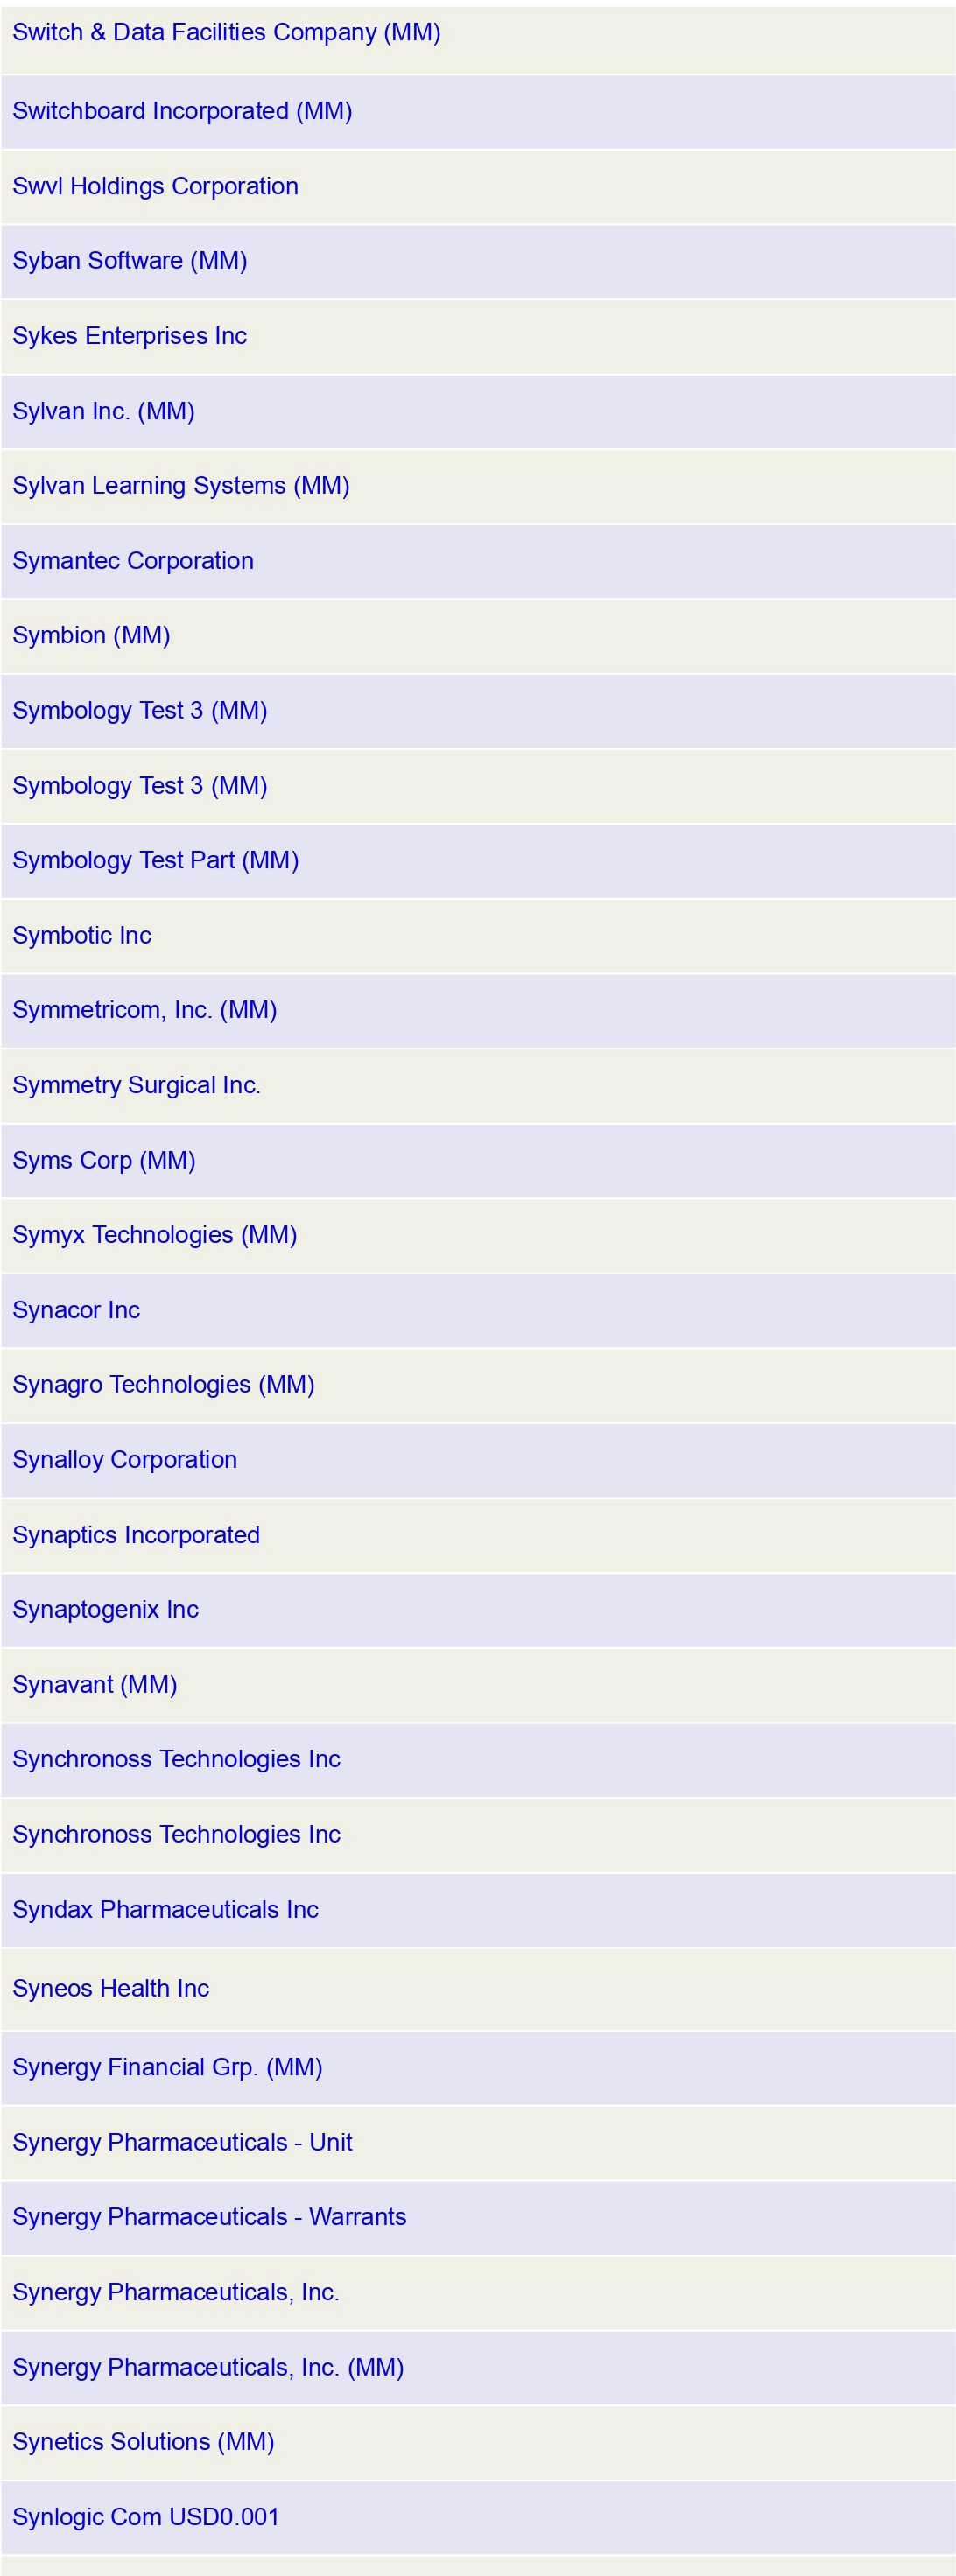 Switch & Data Facilities Company (MM)
Switchboard Incorporated (MM)
Swvl Holdings Corporation
Syban Software (MM)
Sykes Enterprises Inc
Sylvan Inc. (MM)
Sylvan Learning Systems (MM)
Symantec Corporation
Symbion (MM)
Symbology Test 3 (MM)
Symbology Test 3 (MM)
Symbology Test Part (MM)
Symbotic Inc
Symmetricom, Inc. (MM)
Symmetry Surgical Inc.
Syms Corp (MM)
Symyx Technologies (MM)
Synacor Inc
Synagro Technologies (MM)
Synalloy Corporation
Synaptics Incorporated
Synaptogenix Inc
Synavant (MM)
Synchronoss Technologies Inc
Synchronoss Technologies Inc
Syndax Pharmaceuticals Inc
Syneos Health Inc
Synergy Financial Grp. (MM)
Synergy Pharmaceuticals - Unit
Synergy Pharmaceuticals - Warrants
Synergy Pharmaceuticals, Inc.
Synergy Pharmaceuticals, Inc. (MM)
Synetics Solutions (MM)
Synlogic Com USD0.001